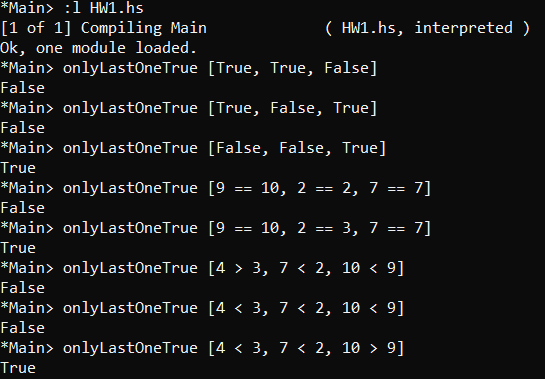 *Main> :l HW1.hs
[1 of 1] Compiling Main             ( HW1.hs, interpreted )
Ok, one module loaded.
*Main> onlyLastOneTrue [True, True, False]
False
*Main> onlyLastOneTrue [True, False, True]
False
*Main> onlyLastOneTrue [False, False, True]
True
*Main> onlyLastOneTrue [9 == 10, 2 == 2, 7 == 7]
False
*Main> onlyLastOneTrue [9 == 10, 2 == 3, 7 == 7]
True
*Main> onlyLastOneTrue [4 > 3, 7 < 2, 10 < 9]
False
*Main> onlyLastOneTrue [4 < 3, 7 < 2, 10 < 9]
False
*Main> onlyLastOneTrue [4 < 3, 7 < 2, 10 > 9]
True